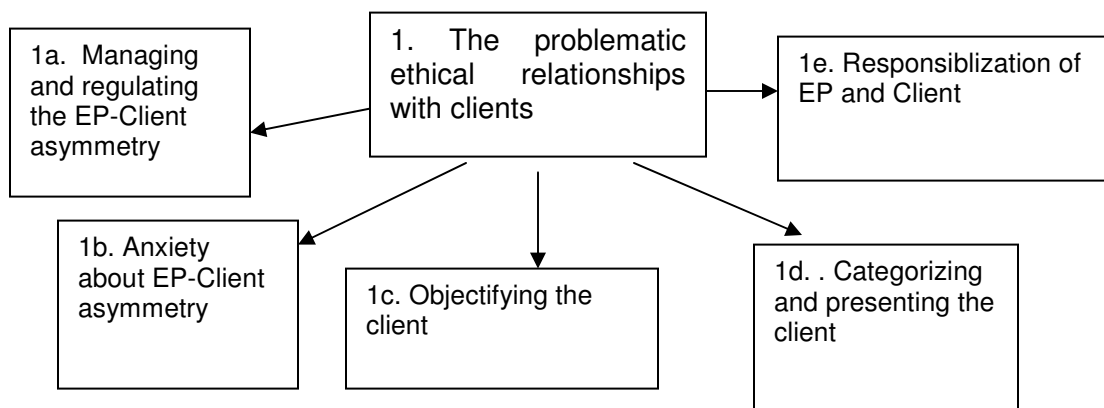 1. The problematic
ethical relationships
with clients
1a. Managing
and regulating
the EP-Client
asymmetry
1e. Responsiblization of
EP and Client
1b. Anxiety
about EP-Client
asymmetry
1c. Objectifying the
client
1d. . Categorizing
and presenting the
client